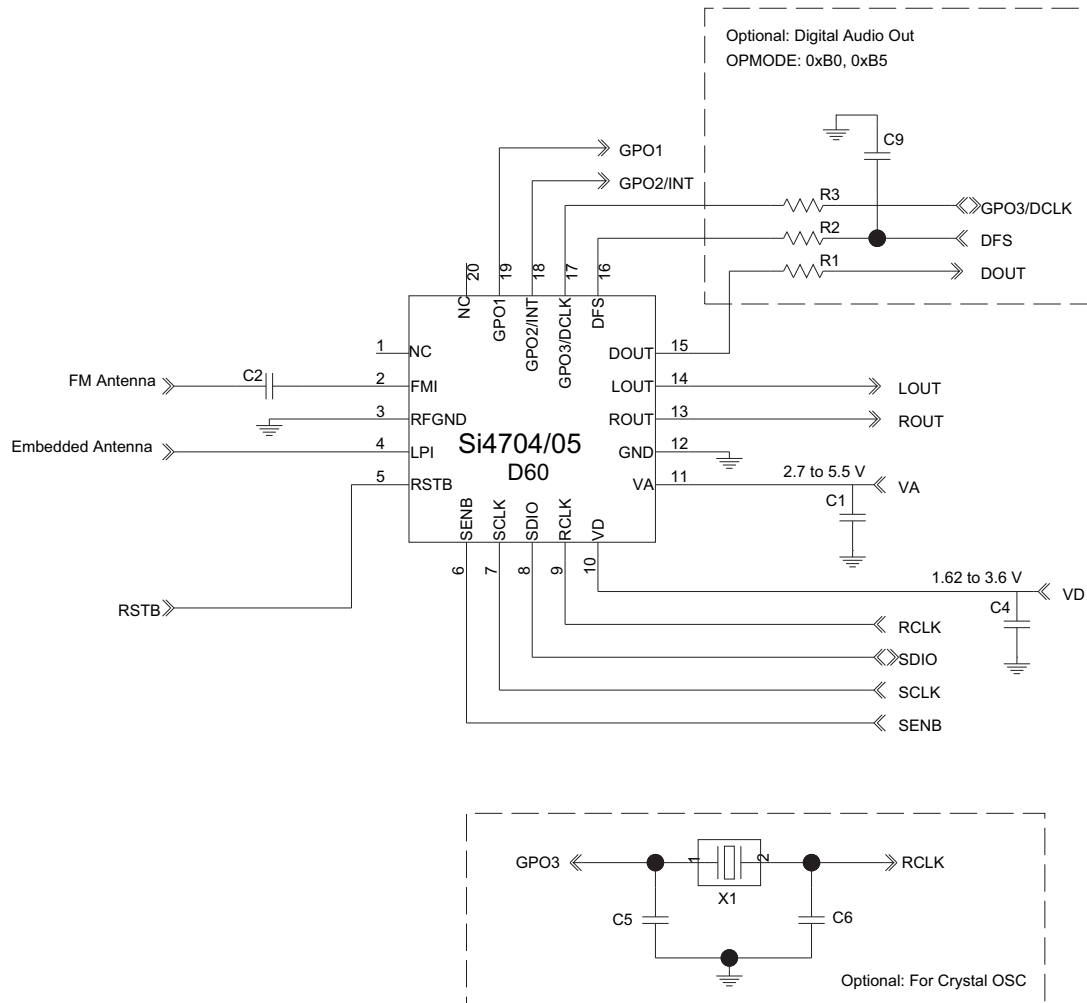 Optional: Digital Audio Out
OPMODE: 0xB0, 0xB5
C9
GPO1
GPO2/INT
R3
GPO3/DCLK
R2
DFS
R1
DOUT
20
19
18
17
16
NC
GPO1
GPO2/INT
GPO3/DCLK
DFS
1
NC
DOUT
15
FM Antenna
C2
2
FMI
LOUT
14
LOUT
3
RFGND
ROUT
13
ROUT
Embedded Antenna
4
LPI
Si4704/05
D60
GND
12
5
RSTB
VA
11
2.7 to 5.5 V
VA
C1
SENB
SCLK
SDIO
RCLK
VD
6
7
8
9
10
1.62 to 3.6 V
VD
C4
RSTB
RCLK
SDIO
SCLK
SENB
GPO3
1
2
RCLK
X1
C5
C6
Optional: For Crystal OSC